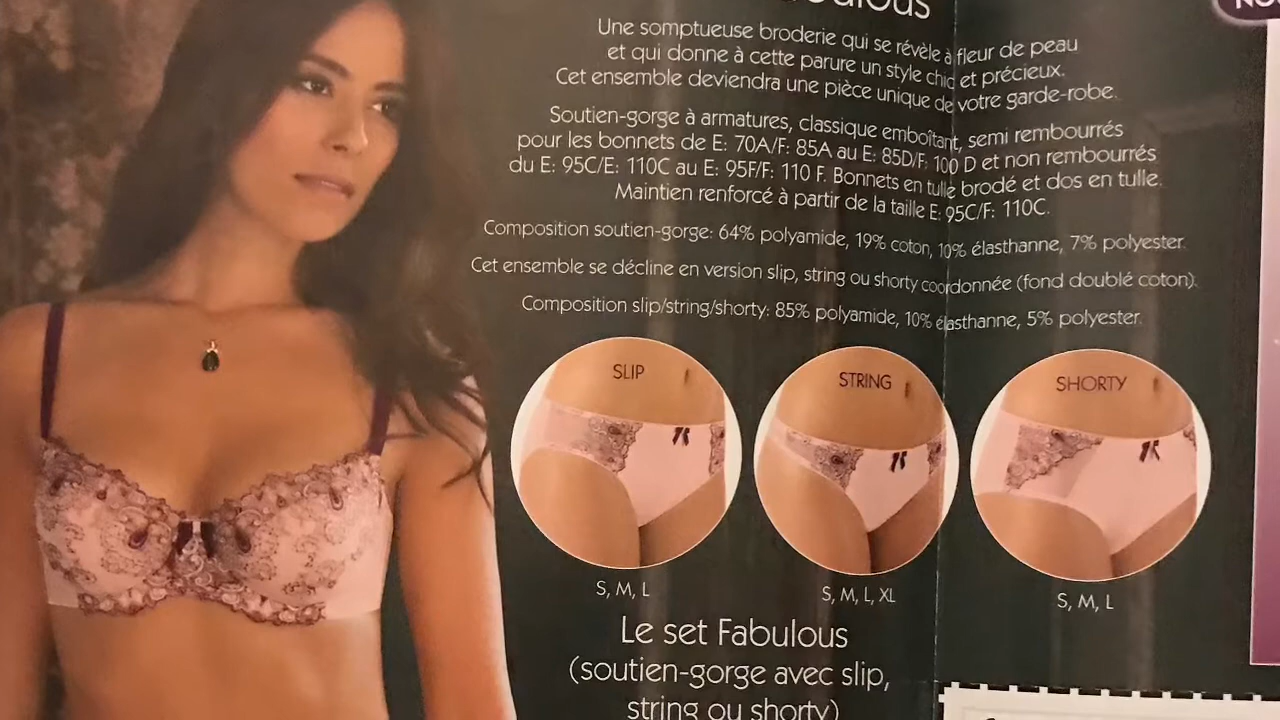 Une somptueuse broderie qui se révèle à fleur de peau
et qui donne à cette parure un style chic et précieux.
Cet ensemble deviendra une pièce unique de votre garde-robe.
Soutien-gorge à armatures, classique emboîtant, semi rembourrés
pour les bonnets de E: 70A/F: 85A au E: 85D/F: 100 D et non rembourrés
du E: 95C/E: 110C au E: 95F/F: 110 F. Bonnets en tulle brodé et dos en tulle.
Maintien renforcé à partir de la taille E: 95C/F: 110C.
Composition soutien-gorge: 64% polyamide, 19% coton, 10% élasthanne, 7% polyester.
Cet ensemble se décline en version slip, string ou shorty coordonnée (fond doublé coton).
Composition slip/string/shorty: 85% polyamide, 10% élasthanne, 5% polyester.
SLIP
STRING
SHORTY
S, M, L
S, M, L, XL
S, M, L
Le set Fabulous
(soutien-gorge avec slip,
string ou shorty)